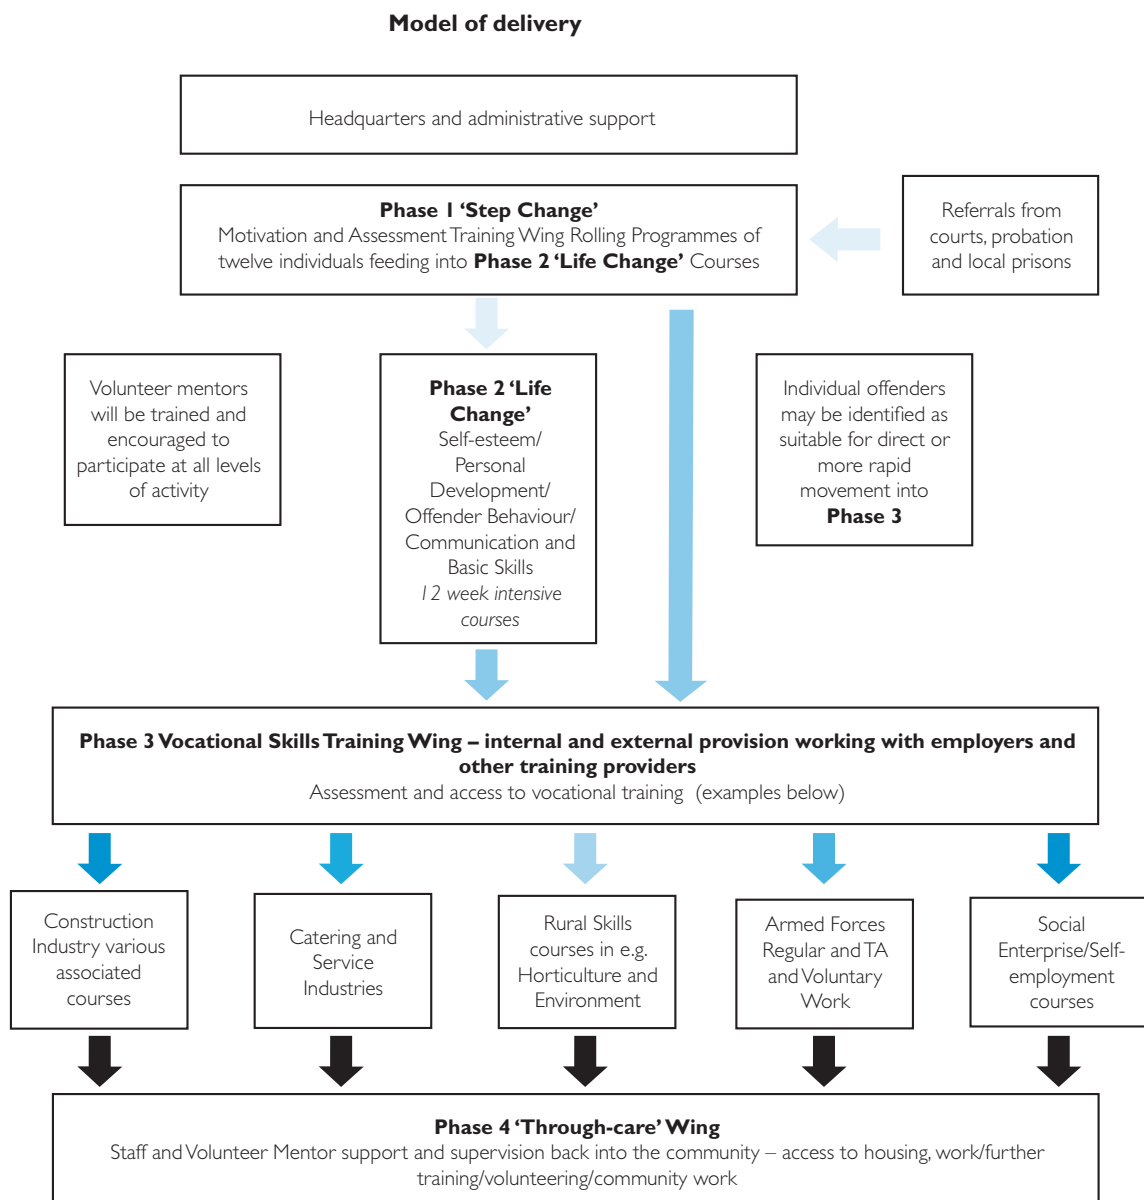 Model of delivery
Headquarters and administrative support
Phase 1 ‘Step Change’
Motivation and Assessment Training Wing Rolling Programmes of
twelve individuals feeding into Phase 2 ‘Life Change’ Courses
Referrals from
courts, probation
and local prisons
Volunteer mentors
will be trained and
encouraged to
participate at all levels
of activity
Phase 2 ‘Life
Change’
Self-esteem/
Personal
Development/
Offender Behaviour/
Communication and
Basic Skills
12 week intensive
courses
Individual offenders
may be identified as
suitable for direct or
more rapid
movement into
Phase 3
Phase 3 Vocational Skills Training Wing – internal and external provision working with employers and
other training providers
Assessment and access to vocational training (examples below)
Construction
Industry various
associated
courses
Catering and
Service
Industries
Rural Skills
courses in e.g.
Horticulture and
Environment
Armed Forces
Regular and TA
and Voluntary
Work
Social
Enterprise/Self-
employment
courses
Phase 4 ‘Through-care’ Wing
Staff and Volunteer Mentor support and supervision back into the community – access to housing, work/further
training/volunteering/community work